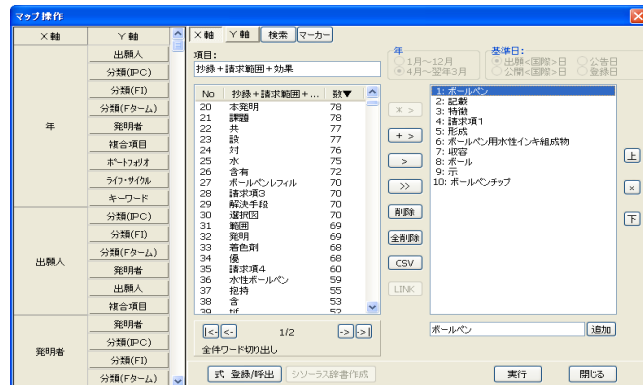 マップ操作
X 軸 Y 軸
年
出願人
分類(IPC)
分類(FI)
分類(Fターム)
発明者
複合項目
ポートフォリオ
ライフ・サイクル
キーワード
出願人
分類(IPC)
分類(FI)
分類(Fターム)
発明者
出願人
複合項目
発明者
発明者
分類(IPC)
分類(FI)
分類(Fターム)
X 軸 Y 軸 検索 マーカー
項目:
抄録+請求範囲+効果
年
1月～12月
4月～翌年3月
基準日:
出願<国際>日 公告日
公開<国際>日 登録日
No 抄録+請求範囲+... 数▼
20 本発明 78
21 課題 78
22 共 77
23 設 77
24 対 76
25 水 75
26 含有 72
27 ボールペンレフィル 70
28 請求項3 70
29 解決手段 70
30 選択図 70
31 範囲 69
32 発明 69
33 着色剤 68
34 優 68
35 請求項4 60
36 水性ボールペン 59
37 抱持 55
38 含 53
39 tif 52
|<- <- 1/2 -> ->|
全件ワード切り出し
× >
+ >
>
>>
削除
全削除
CSV
LINK
1: ボールペン
2: 記載
3: 特徴
4: 請求項1
5: 形成
6: ボールペン用水性インキ組成物
7: 収容
8: ボール
9: 示
10: ボールペンチップ
上
×
下
ボールペン 追加
式 登録/呼出 シソーラス辞書作成 実行 閉じる